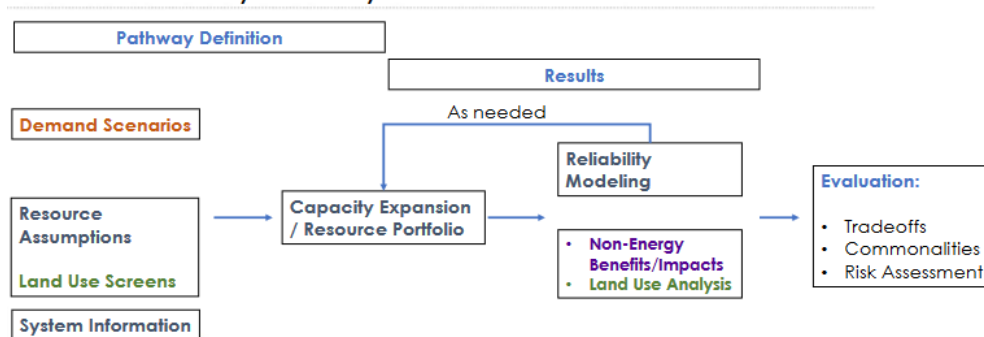 Pathway Definition
Results
As needed
Demand Scenarios
Reliability
Modeling
Evaluation:
• Tradeoffs
• Commonalities
• Risk Assessment
Resource
Assumptions
Land Use Screens
Capacity Expansion
/ Resource Portfolio
• Non-Energy
Benefits/Impacts
• Land Use Analysis
System Information